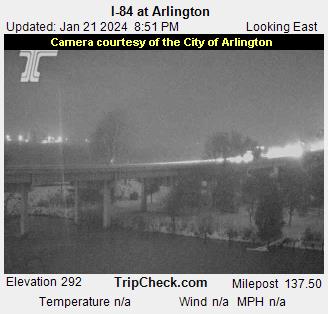 I-84 at Arlington
Updated: Jan 21 2024 8:51 PM Looking East
Camera courtesy of the City of Arlington
Elevation 292 TripCheck.com Milepost 137.50
Temperature n/a Wind n/a MPH n/a